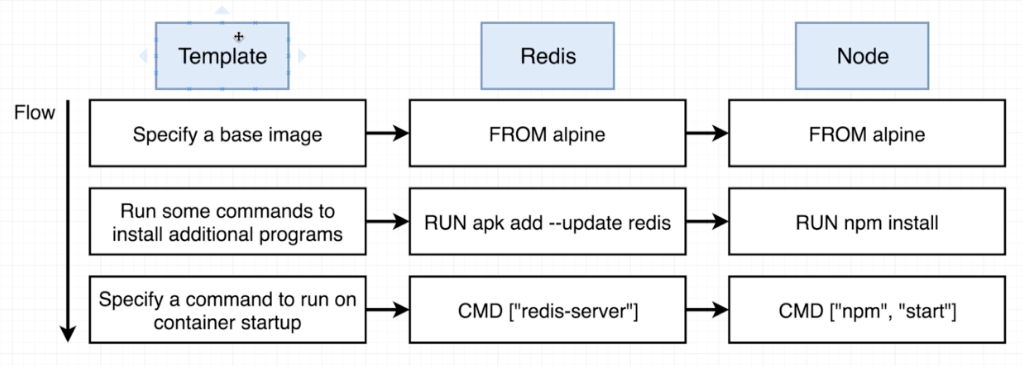 Template
Redis
Node
Flow
Specify a base image
FROM alpine
FROM alpine
Run some commands to
install additional programs
RUN apk add --update redis
RUN npm install
Specify a command to run on
container startup
CMD ["redis-server"]
CMD ["npm", "start"]